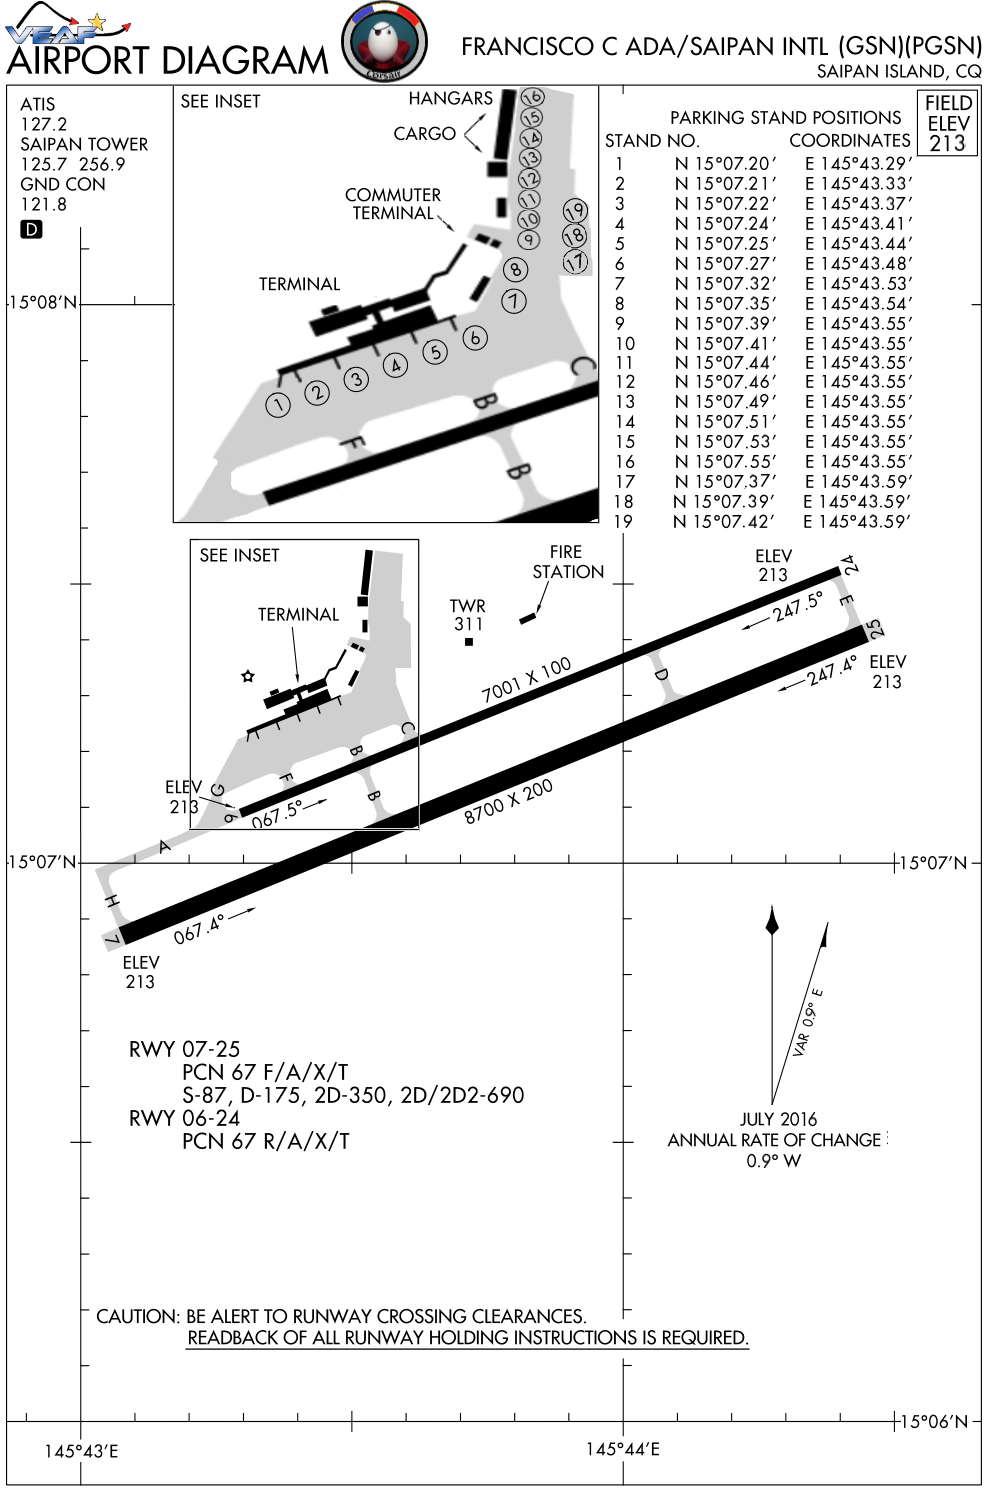 VEAF
AIRPORT DIAGRAM
Corsair
FRANCISCO C ADA/SAIPAN INTL (GSN)(PGSN)
SAIPAN ISLAND, CQ
ATIS
127.2
SAIPAN TOWER
125.7 256.9
GND CON
121.8
D
SEE INSET
HANGARS
CARGO
COMMUTER
TERMINAL
TERMINAL
16
15
14
13
12
11
10
9
19
18
17
8
7
6
5
4
3
2
1
C
B
F
B
FIELD
ELEV
213
PARKING STAND POSITIONS
STAND NO. COORDINATES
1 N 15°07.20′ E 145°43.29′
2 N 15°07.21′ E 145°43.33′
3 N 15°07.22′ E 145°43.37′
4 N 15°07.24′ E 145°43.41′
5 N 15°07.25′ E 145°43.44′
6 N 15°07.27′ E 145°43.48′
7 N 15°07.32′ E 145°43.53′
8 N 15°07.35′ E 145°43.54′
9 N 15°07.39′ E 145°43.55′
10 N 15°07.41′ E 145°43.55′
11 N 15°07.44′ E 145°43.55′
12 N 15°07.46′ E 145°43.55′
13 N 15°07.49′ E 145°43.55′
14 N 15°07.51′ E 145°43.55′
15 N 15°07.53′ E 145°43.55′
16 N 15°07.55′ E 145°43.55′
17 N 15°07.37′ E 145°43.59′
18 N 15°07.39′ E 145°43.59′
19 N 15°07.42′ E 145°43.59′
15°08′N
SEE INSET
TERMINAL
TWR
311
FIRE
STATION
ELEV
213
24
247.5°
E
25
ELEV
213
247.4°
D
7001 X 100
8700 X 200
C
B
F
B
G
ELEV
213
6
067.5°
A
15°07′N
15°07′N
H
7
067.4°
ELEV
213
VAR 0.9° E
JULY 2016
ANNUAL RATE OF CHANGE
0.9° W
RWY 07-25
PCN 67 F/A/X/T
S-87, D-175, 2D-350, 2D/2D2-690
RWY 06-24
PCN 67 R/A/X/T
CAUTION: BE ALERT TO RUNWAY CROSSING CLEARANCES.
READBACK OF ALL RUNWAY HOLDING INSTRUCTIONS IS REQUIRED.
15°06′N
145°43′E
145°44′E